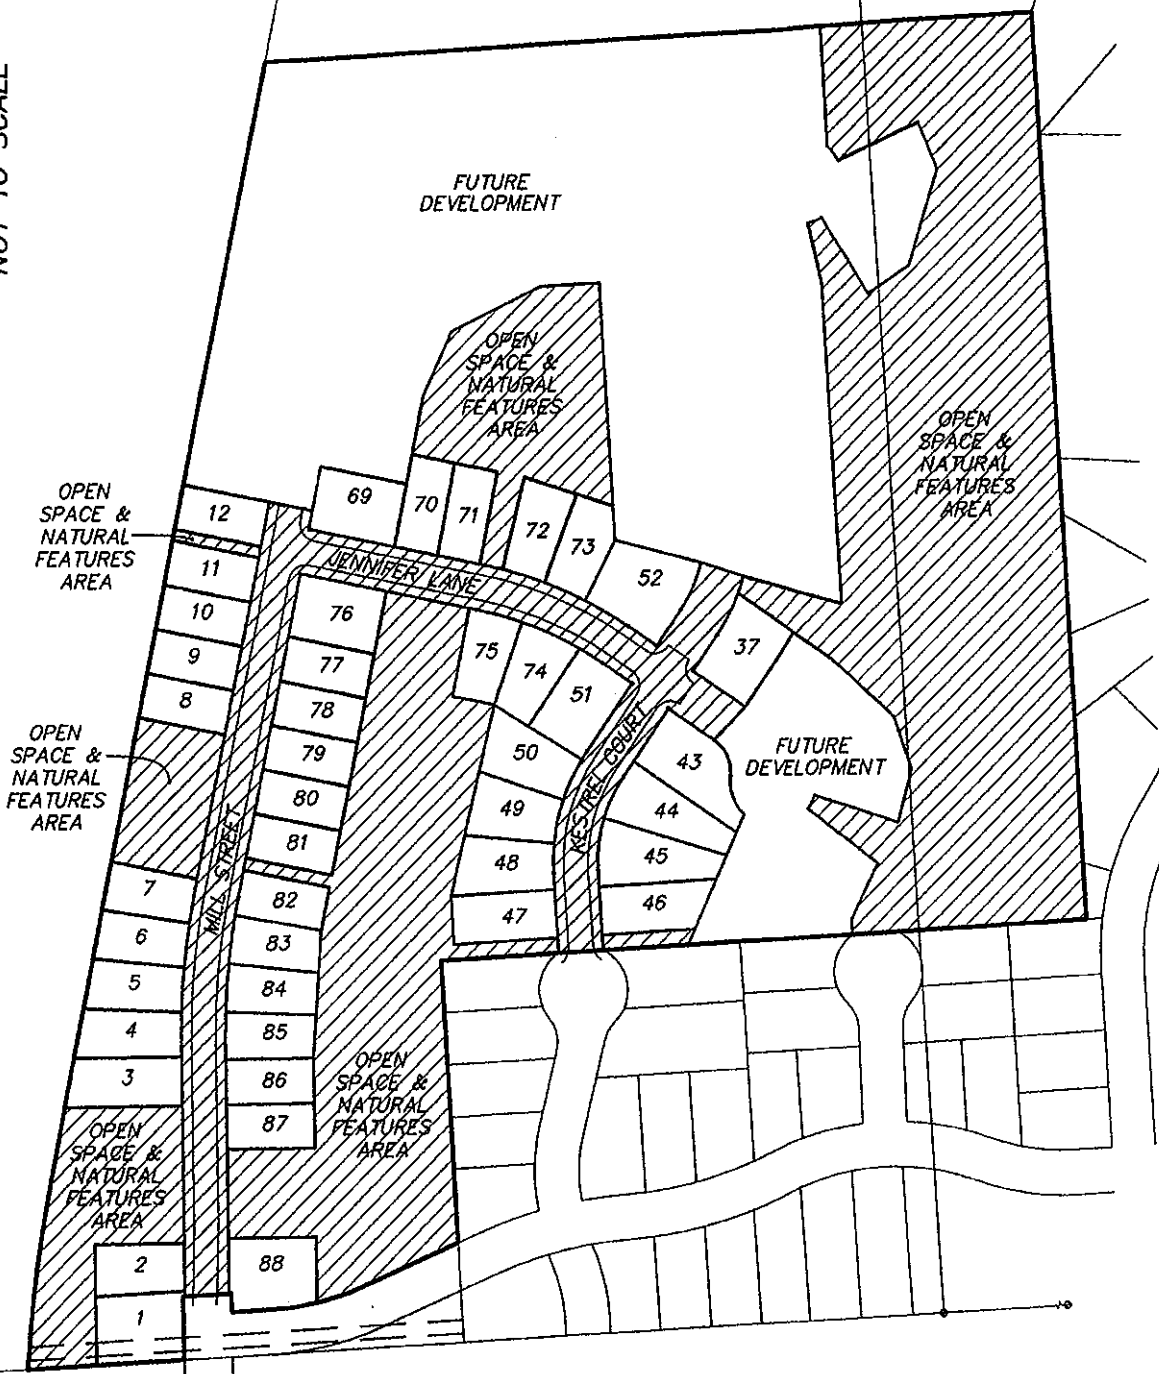 NOT TO SCALE
FUTURE
DEVELOPMENT
OPEN
SPACE &
NATURAL
FEATURES
AREA
OPEN
SPACE &
NATURAL
FEATURES
AREA
OPEN
SPACE &
NATURAL
FEATURES
AREA
12
69
70
71
72
73
52
JENNIFER LANE
11
10
9
8
76
77
78
79
80
81
75
74
51
37
50
49
48
47
KESTREL COURT
43
44
45
46
FUTURE
DEVELOPMENT
OPEN
SPACE &
NATURAL
FEATURES
AREA
MILL STREET
7
6
5
4
3
82
83
84
85
86
87
OPEN
SPACE &
NATURAL
FEATURES
AREA
OPEN
SPACE &
NATURAL
FEATURES
AREA
2
1
88